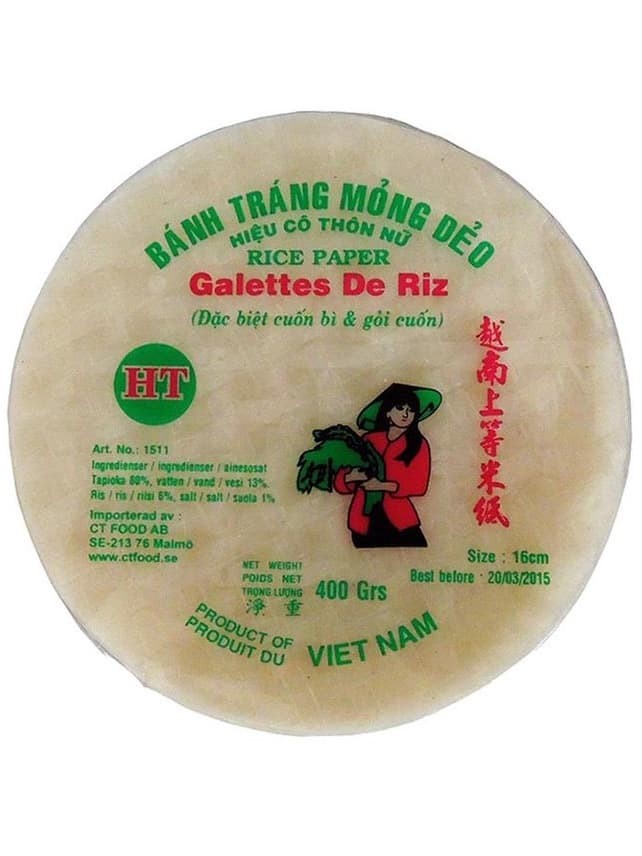 BÁNH TRÁNG MỎNG DẺO
HIỆU CÔ THÔN NỮ
RICE PAPER
Galettes De Riz
(Đặc biệt cuốn bì & gỏi cuốn)
越南上等米紙
HT
Art. No.: 1511
Ingredienser / ingredienser / ainesosat
Tapioka 80%, vatten / vand / vesi 13%.
Ris / ris / riisi 6%, salt / salt / suola 1%
Importerad av :
CT FOOD AB
SE-213 76 Malmö
www.ctfood.se
Size : 16cm
Best before : 20/03/2015
NET WEIGHT
POIDS NET
TRỌNG LƯỢNG
淨 重
400 Grs
PRODUCT OF
PRODUIT DU
VIET NAM